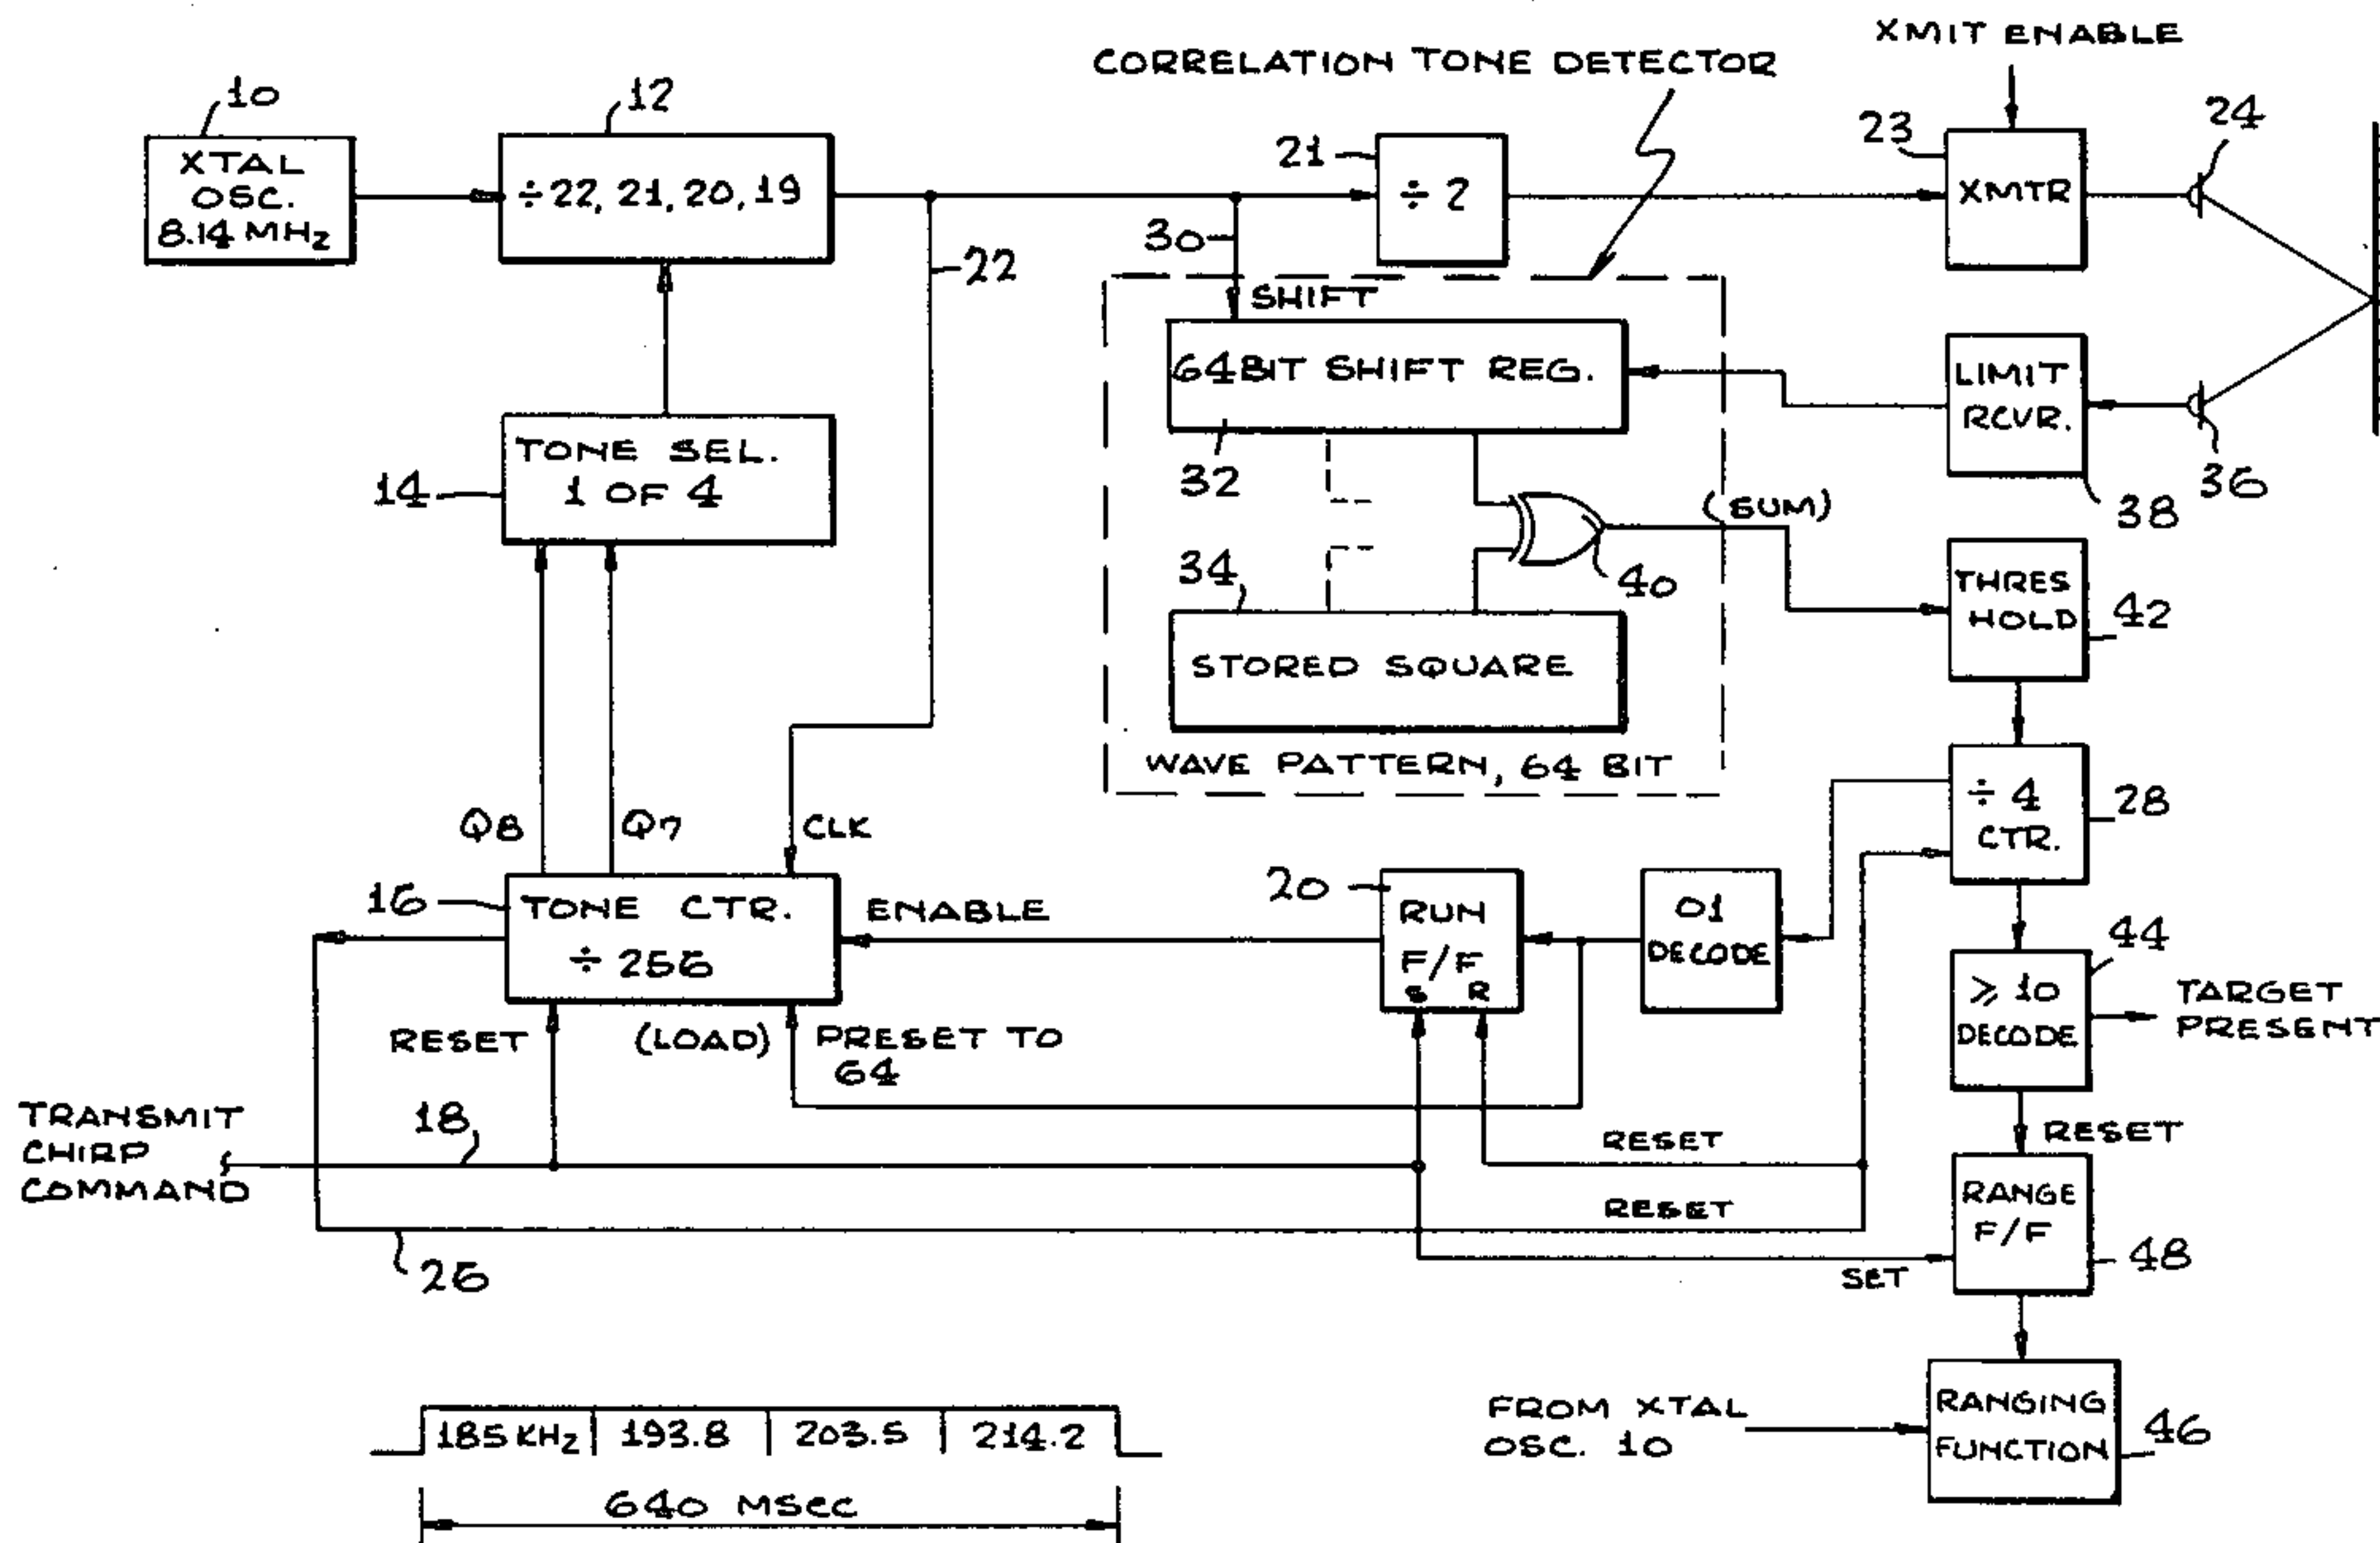 XMIT ENABLE
CORRELATION TONE DETECTOR
10
12
21
23
24
XTAL
OSC.
8.14 MHz
÷ 22, 21, 20, 19
÷ 2
XMTR
30
22
SHIFT
64 BIT SHIFT REG.
LIMIT
RCVR.
TONE SEL.
1 OF 4
14
32
36
38
(SUM)
34
40
THRES
HOLD
42
STORED SQUARE
WAVE PATTERN, 64 BIT
Q8
Q7
CLK
÷ 4
CTR.
28
16
TONE CTR.
÷ 256
ENABLE
20
RUN
F/F
S R
01
DECODE
44
≥ 10
DECODE
TARGET
PRESENT
RESET
(LOAD)
PRESET TO
64
TRANSMIT
CHIRP
COMMAND
18
RESET
RESET
RESET
RANGE
F/F
48
26
SET
185 KHz 193.8 203.5 214.2
640 MSEC
FROM XTAL
OSC. 10
RANGING
FUNCTION
46